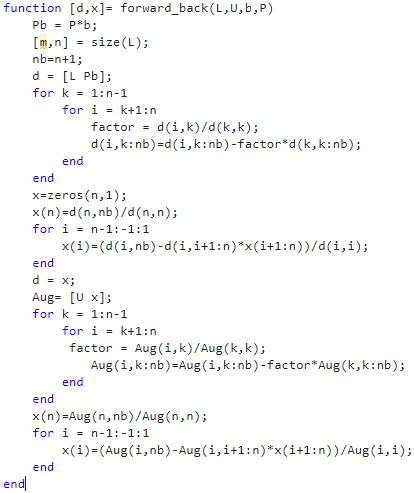 function [d,x]= forward_back(L,U,b,P)
    Pb = P*b;
    [m,n] = size(L);
    nb=n+1;
    d = [L Pb];
    for k = 1:n-1
        for i = k+1:n
            factor = d(i,k)/d(k,k);
            d(i,k:nb)=d(i,k:nb)-factor*d(k,k:nb);
        end
    end
    x=zeros(n,1);
    x(n)=d(n,nb)/d(n,n);
    for i = n-1:-1:1
        x(i)=(d(i,nb)-d(i,i+1:n)*x(i+1:n))/d(i,i);
    end
    d = x;
    Aug= [U x];
    for k = 1:n-1
        for i = k+1:n
         factor = Aug(i,k)/Aug(k,k);
            Aug(i,k:nb)=Aug(i,k:nb)-factor*Aug(k,k:nb);
        end
    end
    x(n)=Aug(n,nb)/Aug(n,n);
    for i = n-1:-1:1
        x(i)=(Aug(i,nb)-Aug(i,i+1:n)*x(i+1:n))/Aug(i,i);
    end
end